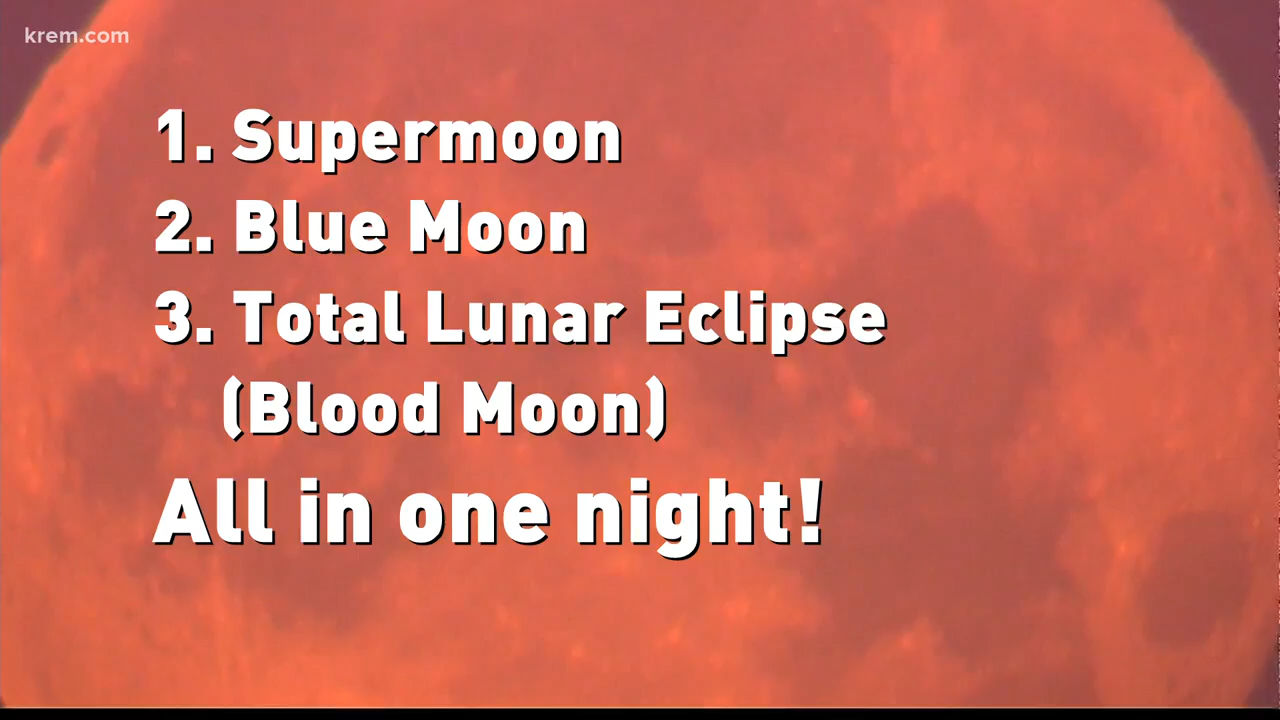 krem.com
1. Supermoon
2. Blue Moon
3. Total Lunar Eclipse
(Blood Moon)
All in one night!